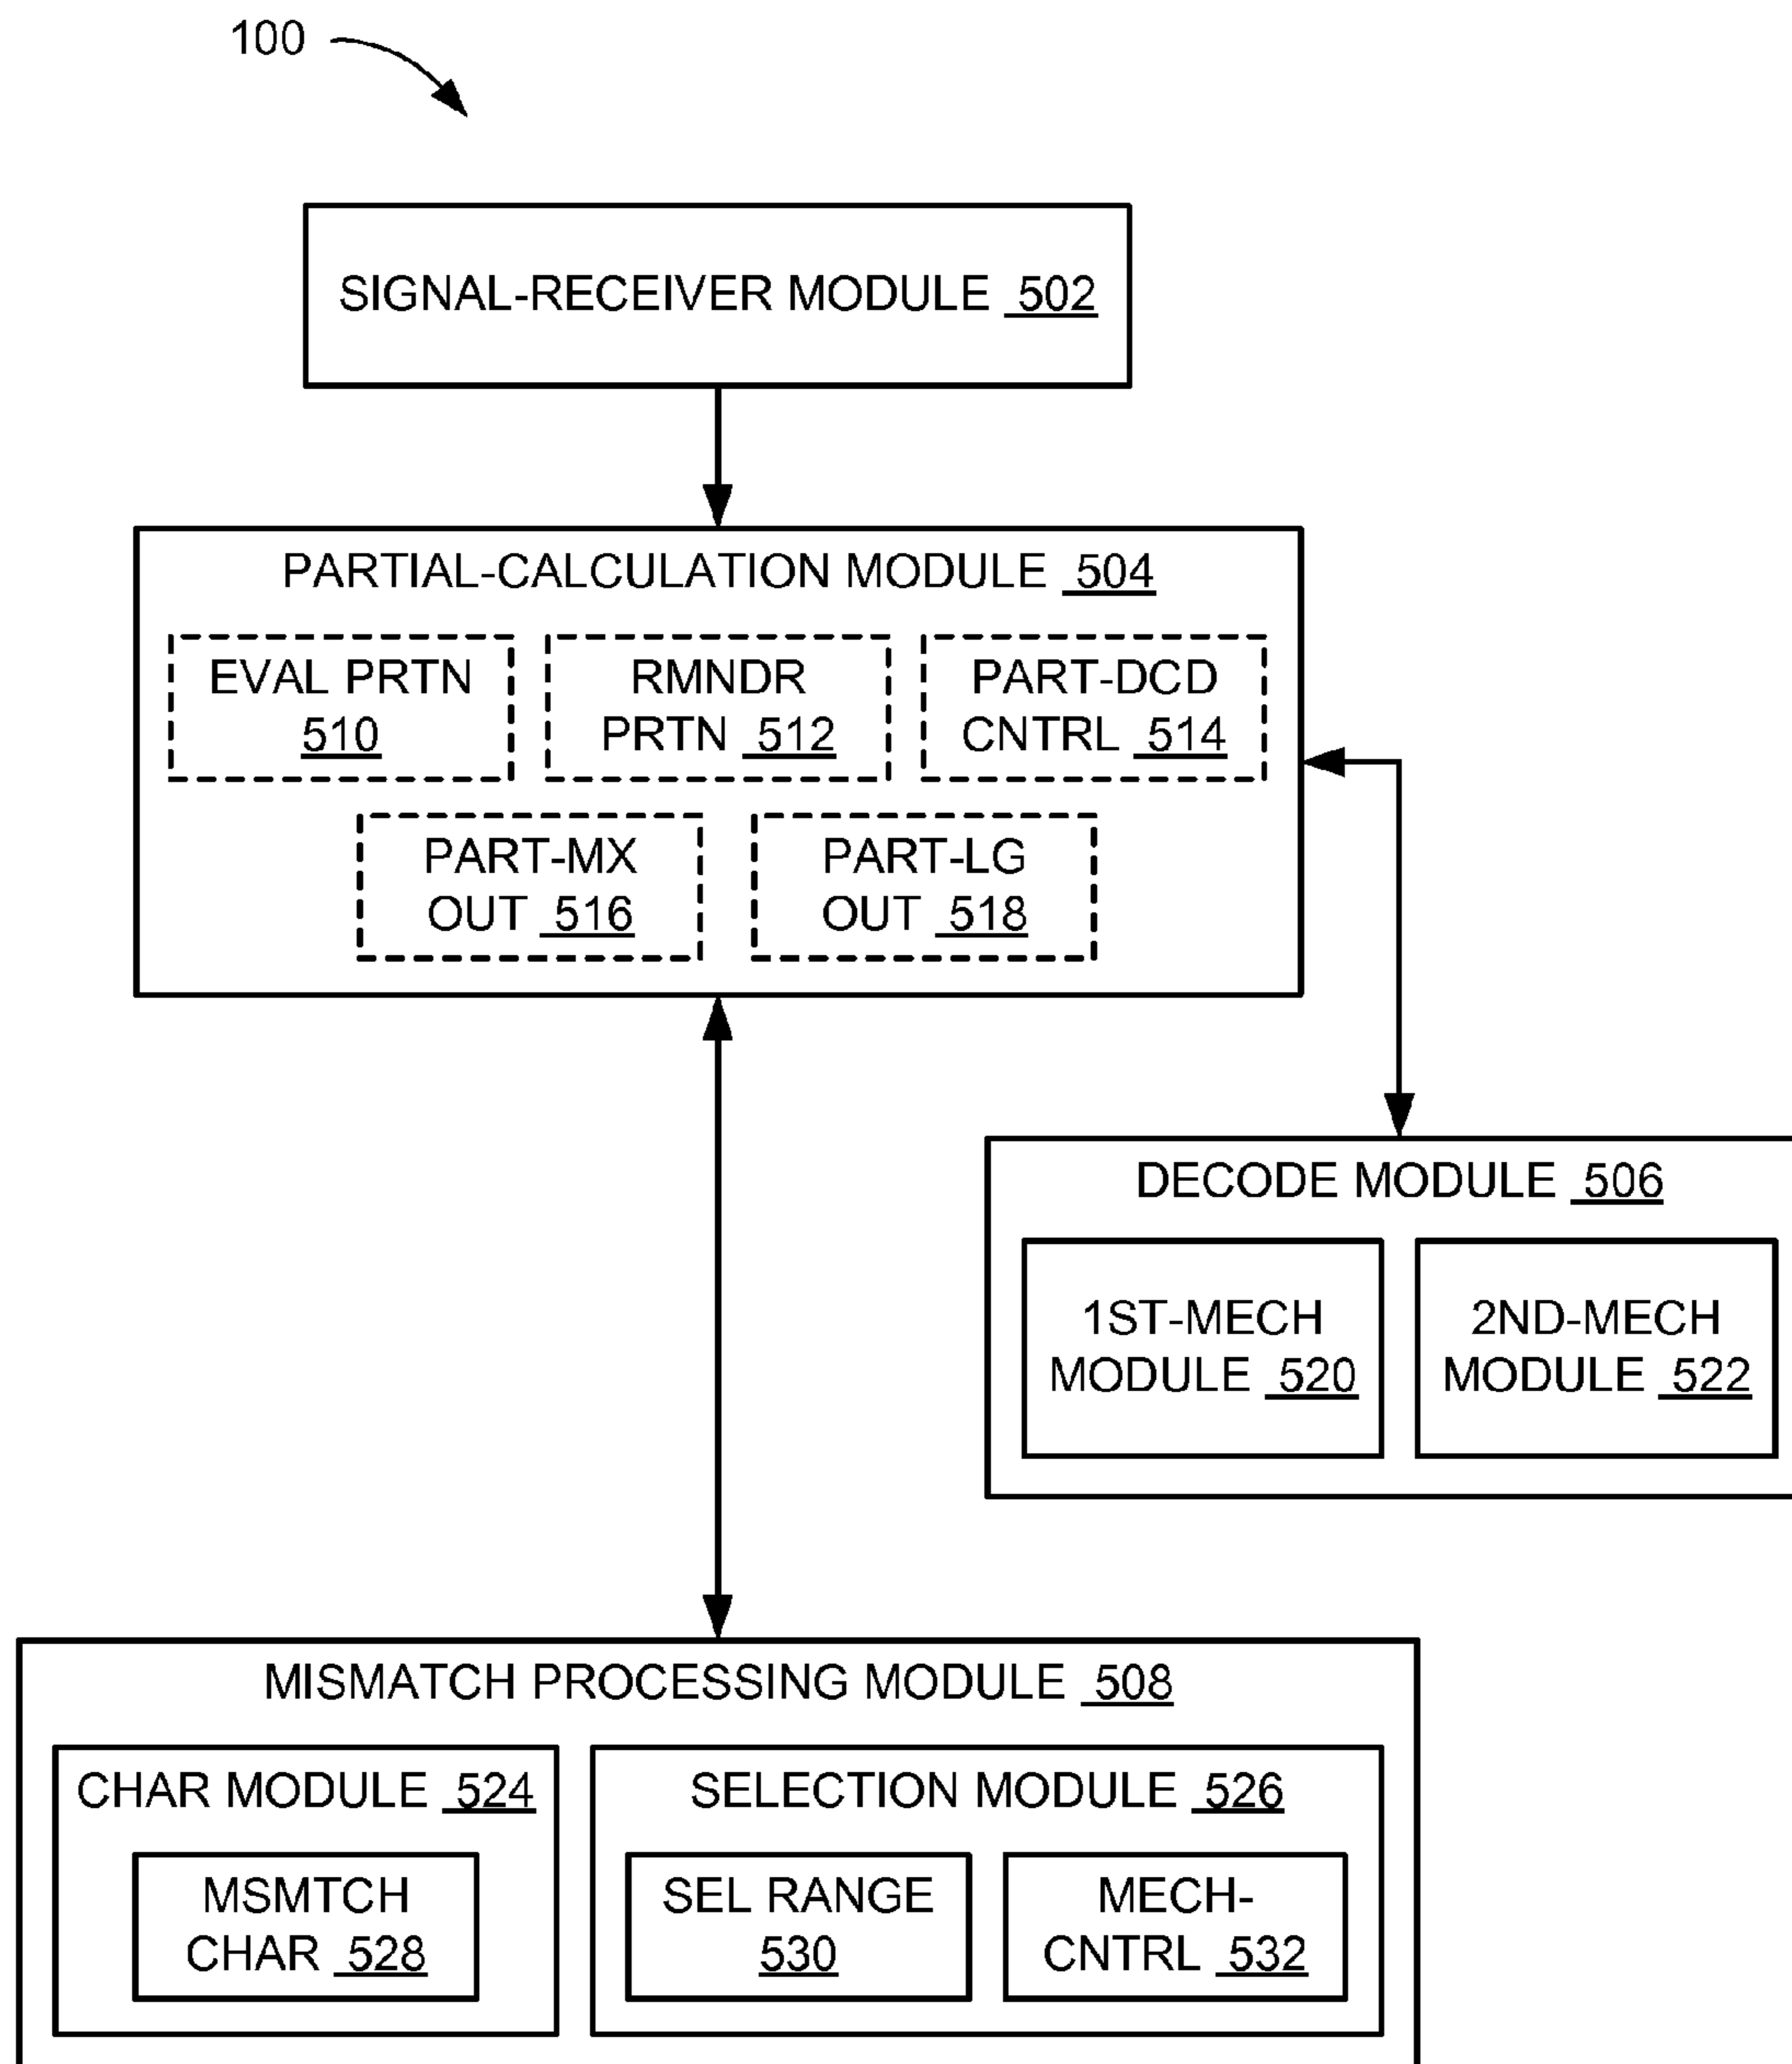 100
SIGNAL-RECEIVER MODULE 502
PARTIAL-CALCULATION MODULE 504
EVAL PRTN
510
RMNDR
PRTN 512
PART-DCD
CNTRL 514
PART-MX
OUT 516
PART-LG
OUT 518
DECODE MODULE 506
1ST-MECH
MODULE 520
2ND-MECH
MODULE 522
MISMATCH PROCESSING MODULE 508
CHAR MODULE 524
MSMTCH
CHAR 528
SELECTION MODULE 526
SEL RANGE
530
MECH-
CNTRL 532